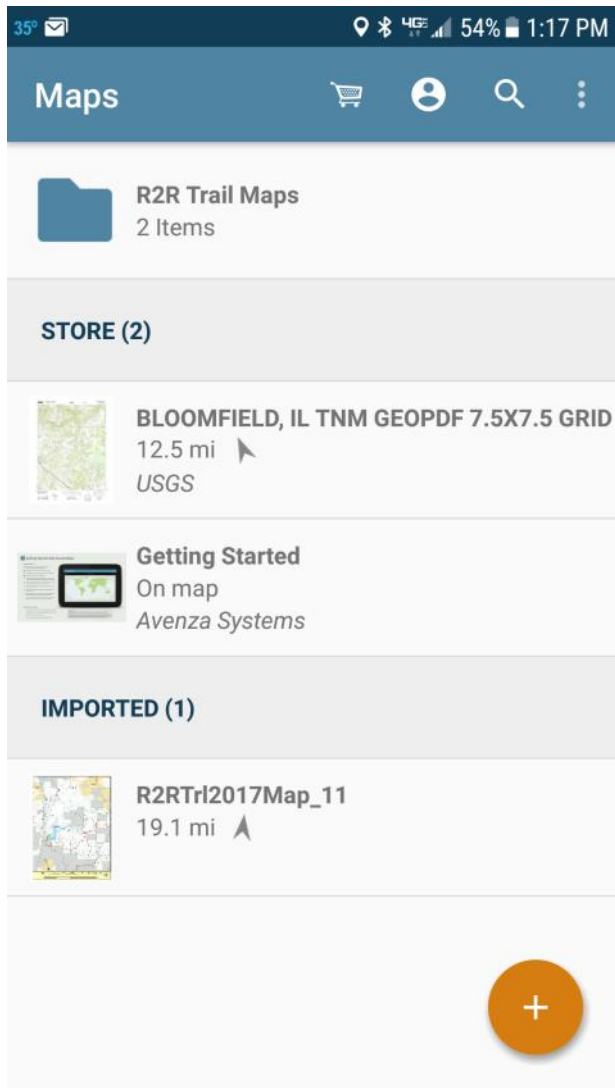 35° 4GE 54% 1:17 PM
Maps
R2R Trail Maps
2 Items
STORE (2)
BLOOMFIELD, IL TNM GEOPDF 7.5X7.5 GRID
12.5 mi
USGS
Getting Started
On map
Avenza Systems
IMPORTED (1)
R2RTrl2017Map_11
19.1 mi
+